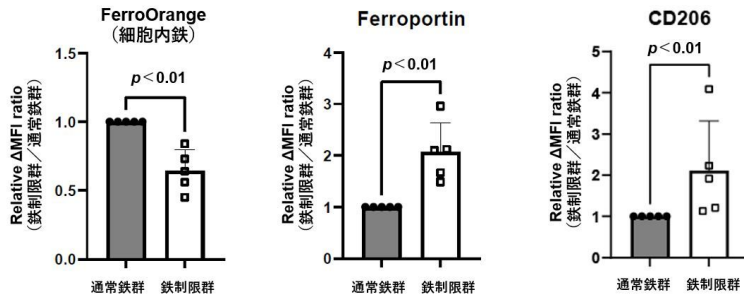 FerroOrange
（細胞内鉄）
Relative ΔMFI ratio
（鉄制限群／通常鉄群）
1.5
1.0
0.5
0.0
p＜0.01
通常鉄群
鉄制限群
Ferroportin
Relative ΔMFI ratio
（鉄制限群／通常鉄群）
4
3
2
1
0
p＜0.01
通常鉄群
鉄制限群
CD206
Relative ΔMFI ratio
（鉄制限群／通常鉄群）
5
4
3
2
1
0
p＜0.01
通常鉄群
鉄制限群